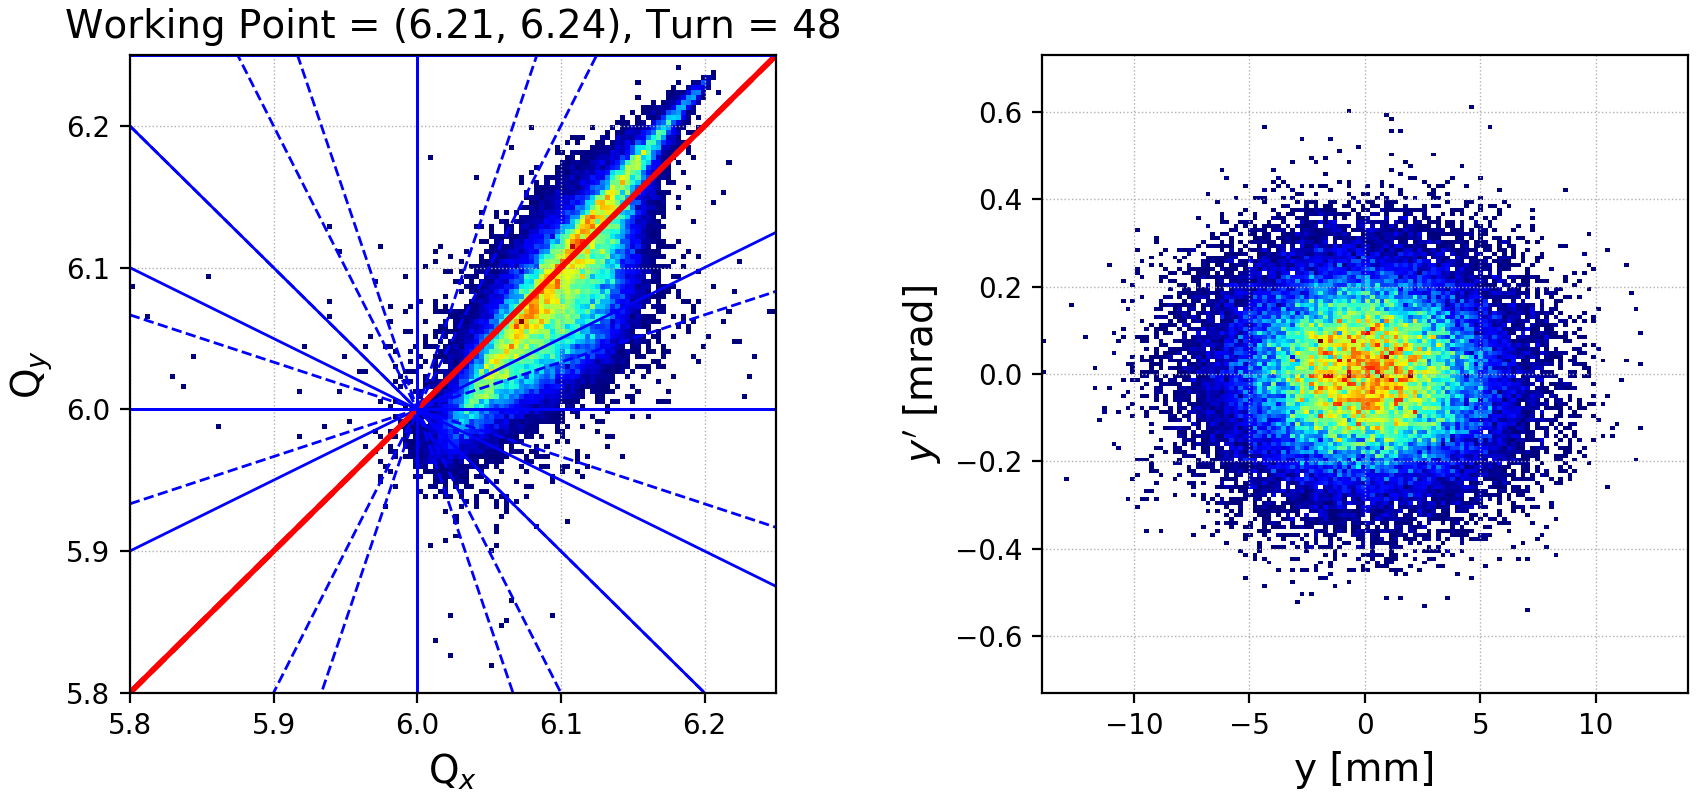 Working Point = (6.21, 6.24), Turn = 48
6.2
6.1
6.0
5.9
5.8
Q_y
5.8 5.9 6.0 6.1 6.2
Q_x
0.6
0.4
0.2
0.0
−0.2
−0.4
−0.6
y′ [mrad]
−10 −5 0 5 10
y [mm]